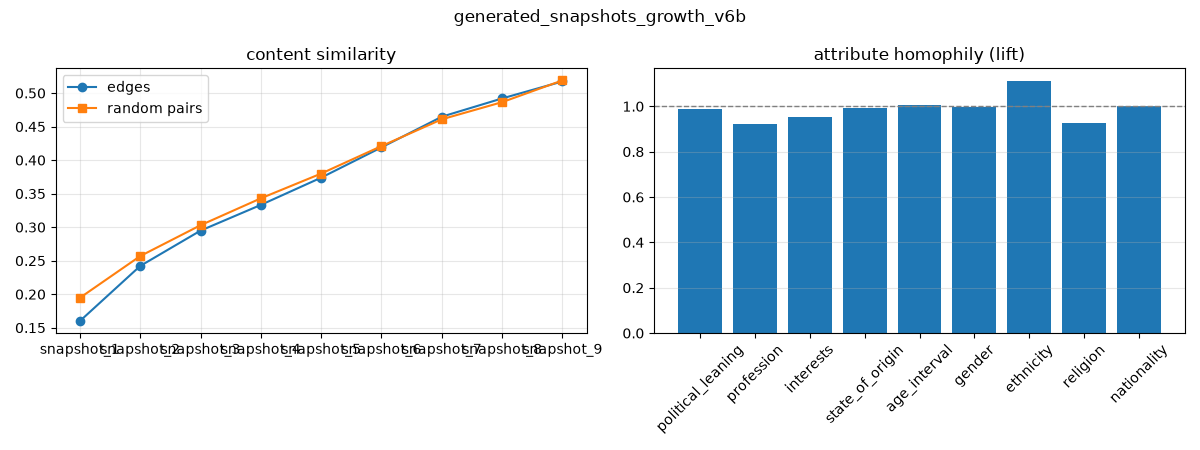 generated_snapshots_growth_v6b
content similarity
edges
random pairs
0.50
0.45
0.40
0.35
0.30
0.25
0.20
0.15
snapshot_1 snapshot_2 snapshot_3 snapshot_4 snapshot_5 snapshot_6 snapshot_7 snapshot_8 snapshot_9
attribute homophily (lift)
1.0
0.8
0.6
0.4
0.2
0.0
political_leaning
profession
interests
state_of_origin
age_interval
gender
ethnicity
religion
nationality